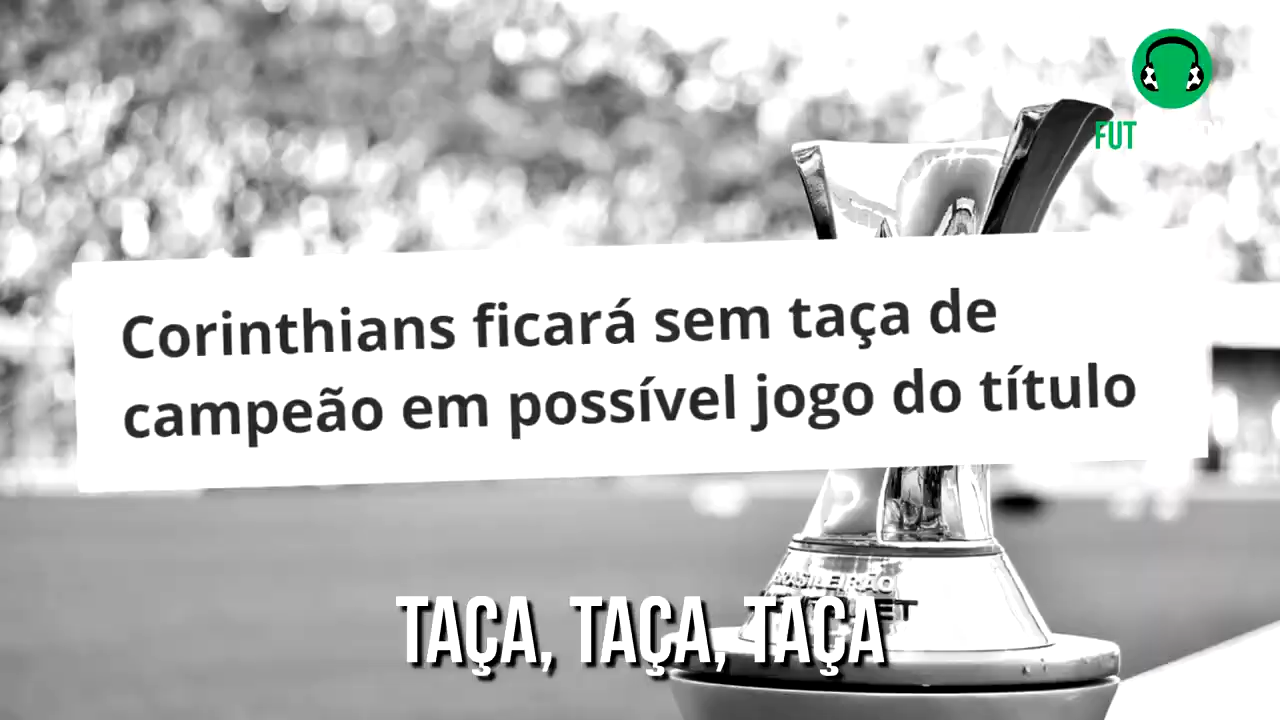 FUT
Corinthians ficará sem taça de
campeão em possível jogo do título
BRASILEIRÃO
TAÇA, TAÇA, TAÇA